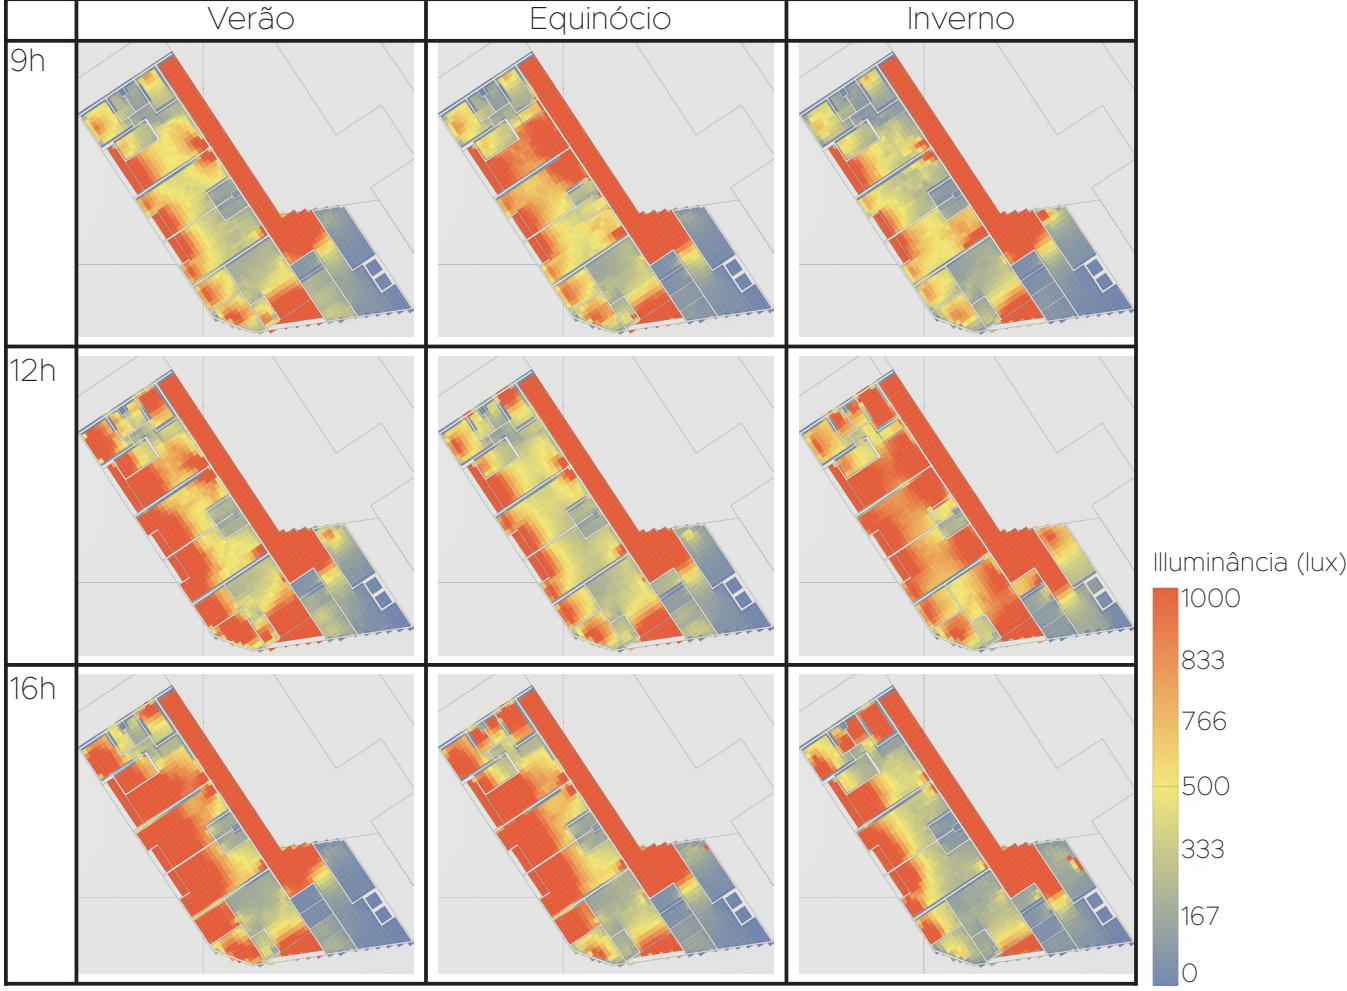 Verão
Equinócio
Inverno
9h
12h
16h
Illuminância (lux)
1000
833
766
500
333
167
0